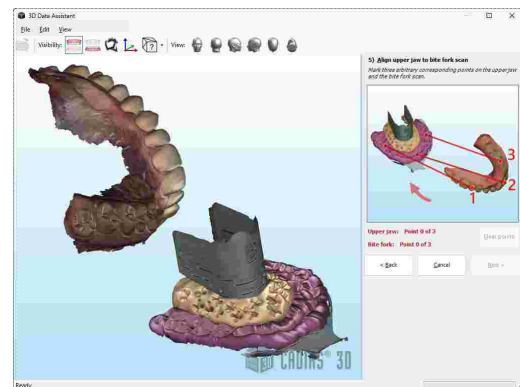 3D Data Assistant
File Edit View
Visibility: View:
5) Align upper jaw to bite fork scan
Mark three arbitrary corresponding points on the upper jaw
and the bite fork scan.
3
2
1
Upper jaw: Point 0 of 3
Bite fork: Point 0 of 3
Clear points
< Back Cancel Next >
CADIAS® 3D
Ready